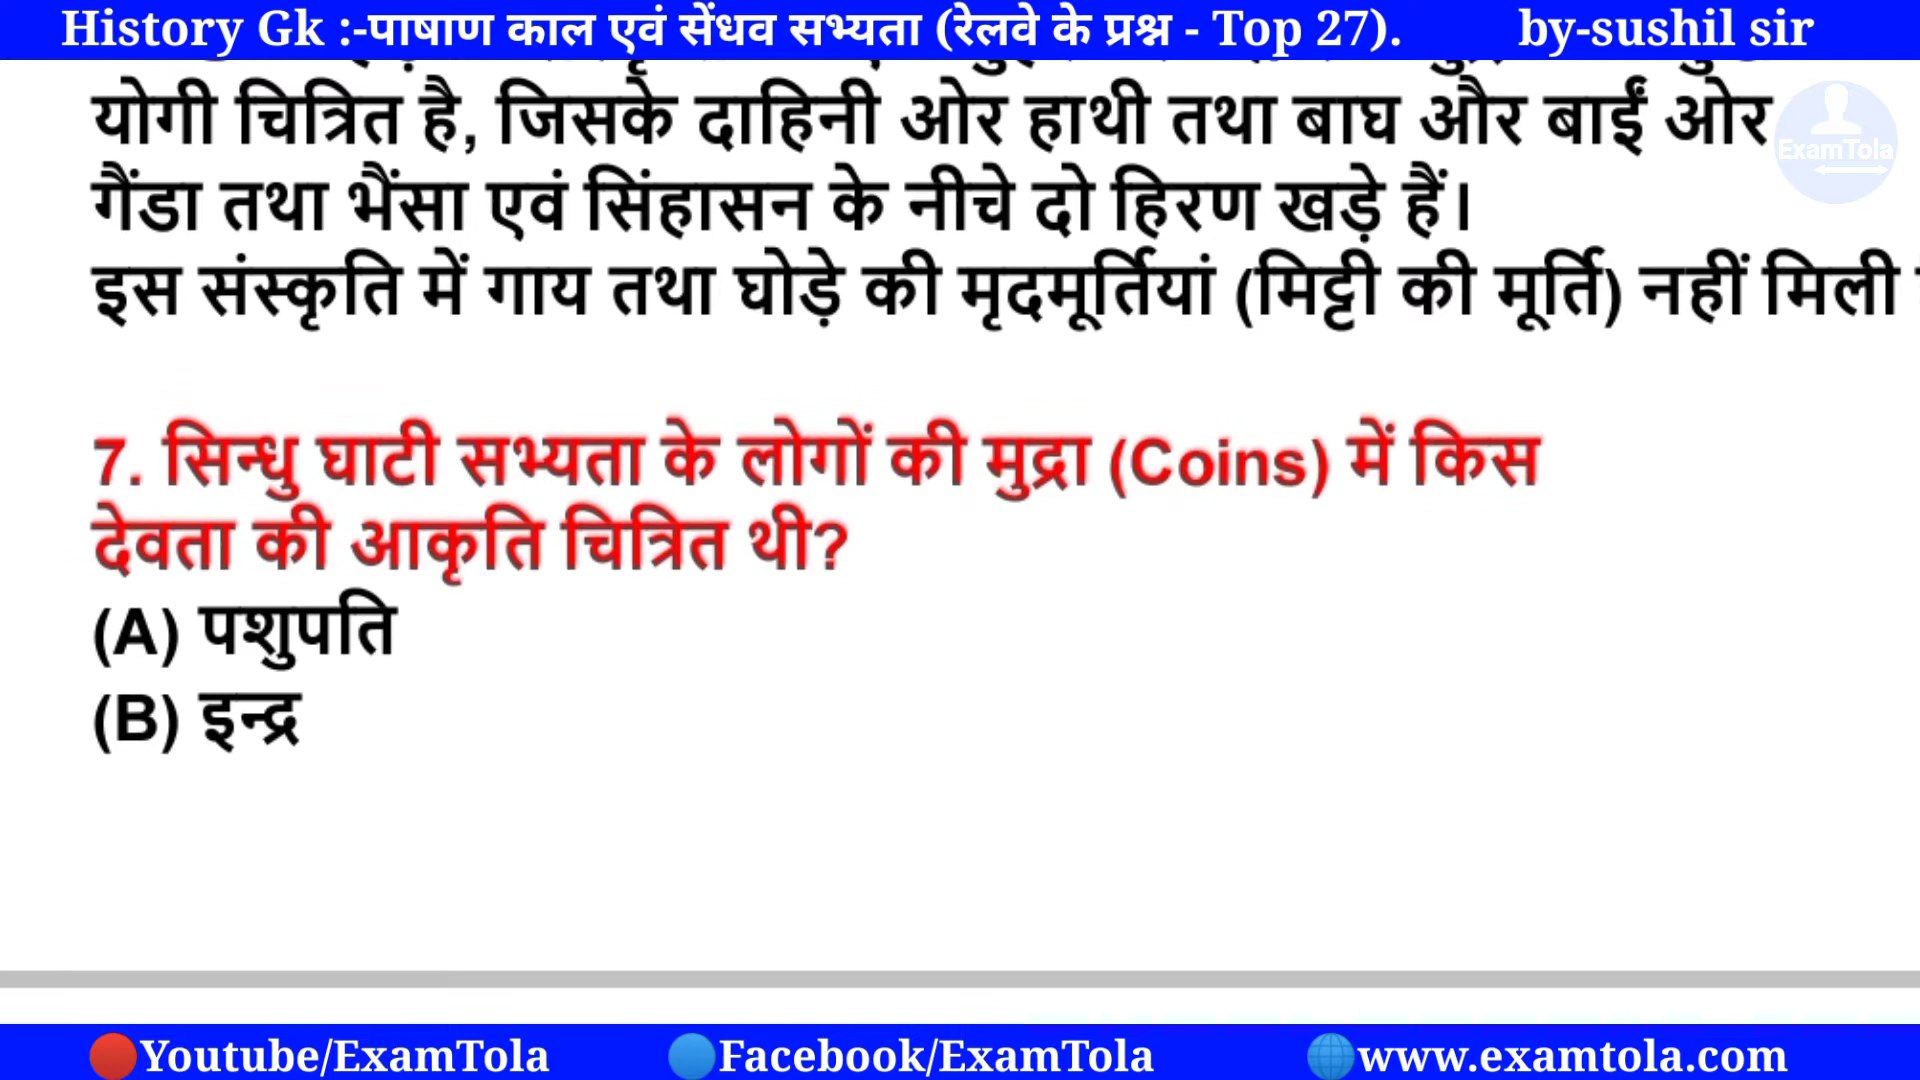 History Gk :-पाषाण काल एवं सेंधव सभ्यता (रेलवे के प्रश्न - Top 27). by-sushil sir
योगी चित्रित है, जिसके दाहिनी ओर हाथी तथा बाघ और बाईं ओर
ExamTola
गैंडा तथा भैंसा एवं सिंहासन के नीचे दो हिरण खड़े हैं।
इस संस्कृति में गाय तथा घोड़े की मृदमूर्तियां (मिट्टी की मूर्ति) नहीं मिली
7. सिन्धु घाटी सभ्यता के लोगों की मुद्रा (Coins) में किस
देवता की आकृति चित्रित थी?
(A) पशुपति
(B) इन्द्र
Youtube/ExamTola Facebook/ExamTola www.examtola.com